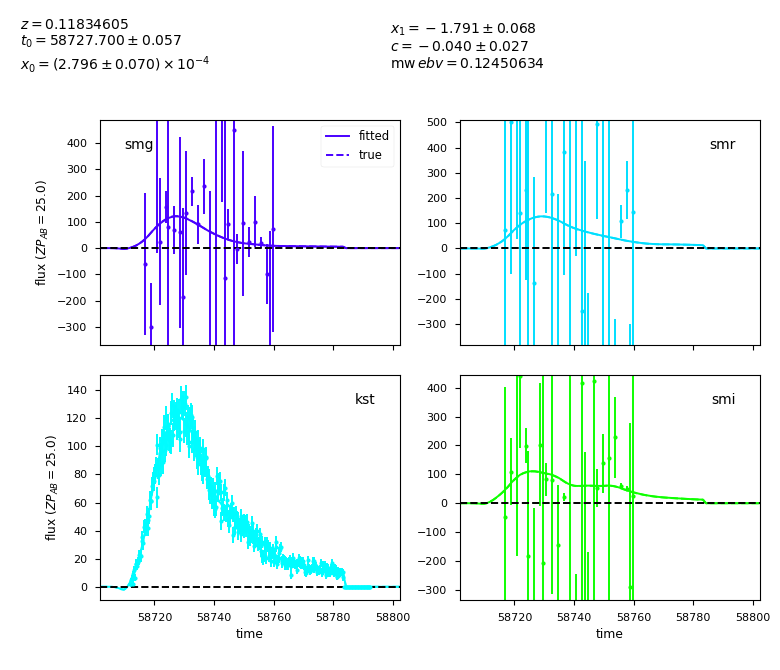 z = 0.11834605
t₀ = 58727.700 ± 0.057
x₀ = (2.796 ± 0.070) × 10⁻⁴
x₁ = −1.791 ± 0.068
c = −0.040 ± 0.027
mwebv = 0.12450634
smg
fitted
true
400
300
200
100
0
−100
−200
−300
flux (ZP_AB = 25.0)
smr
500
400
300
200
100
0
−100
−200
−300
kst
140
120
100
80
60
40
20
0
flux (ZP_AB = 25.0)
58720 58740 58760 58780 58800
time
smi
400
300
200
100
0
−100
−200
−300
58720 58740 58760 58780 58800
time